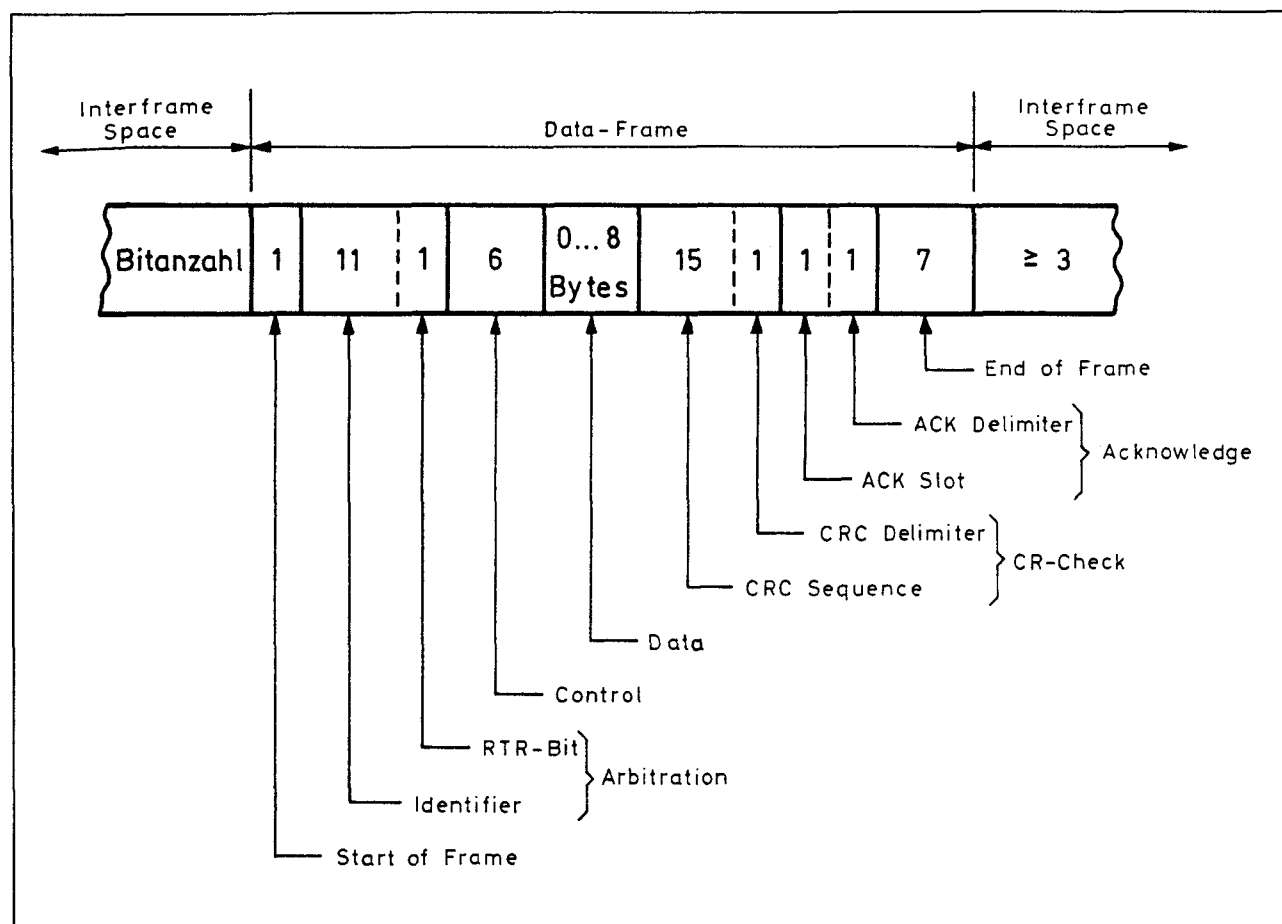 Interframe
Space
Data-Frame
Interframe
Space
Bitanzahl 1 11 1 6 0...8 Bytes 15 1 1 1 7 ≥ 3
End of Frame
ACK Delimiter
Acknowledge
ACK Slot
CRC Delimiter
CR-Check
CRC Sequence
Data
Control
RTR-Bit
Arbitration
Identifier
Start of Frame